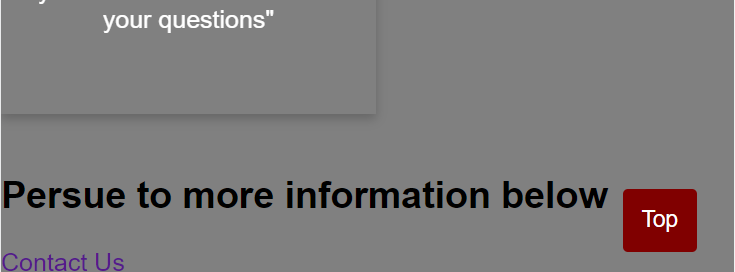 your questions"
Persue to more information below
Top
Contact Us